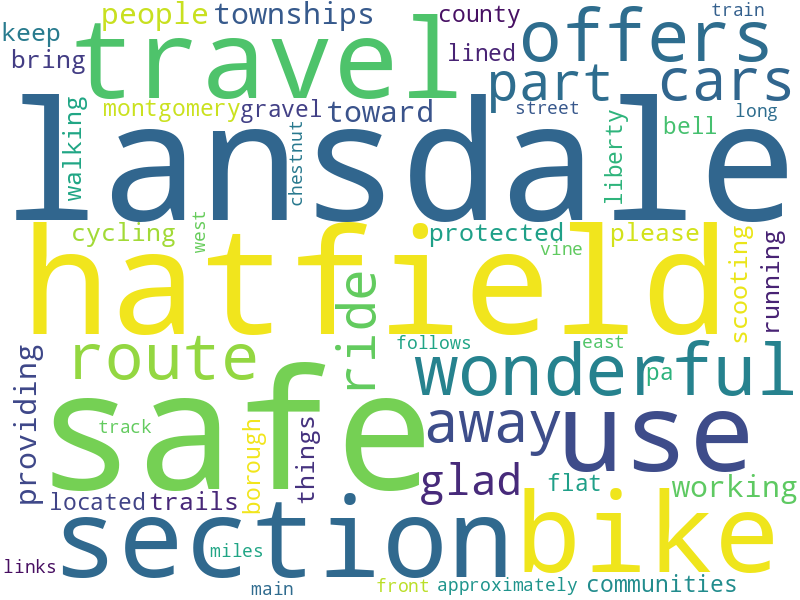 people townships county train
keep travel offers
bring lined part cars
montgomery gravel toward street long
walking lansdale chestnut liberty bell
cycling west protected vine please
hatfield scooting running
route ride follows east
wonderful pa
providing safe away use
track borough things glad flat working
located trails section bike
miles
links main front approximately communities